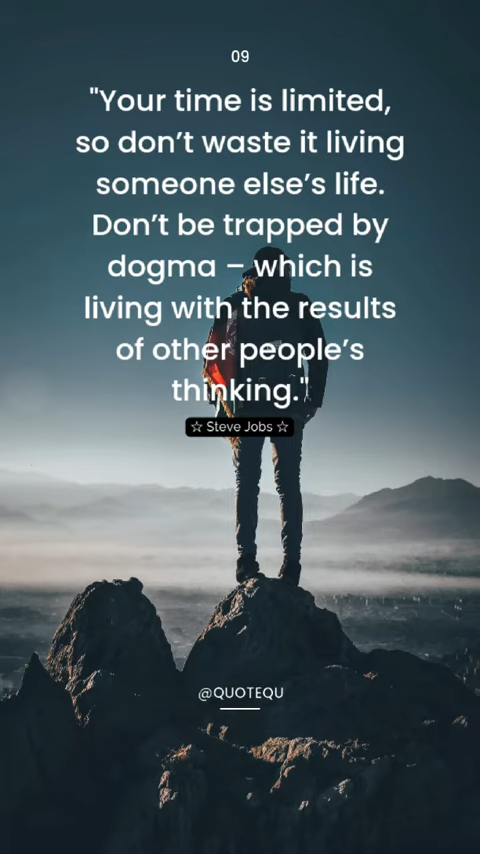 09
"Your time is limited,
so don’t waste it living
someone else’s life.
Don’t be trapped by
dogma – which is
living with the results
of other people’s
thinking."
☆ Steve Jobs ☆
@QUOTEQU